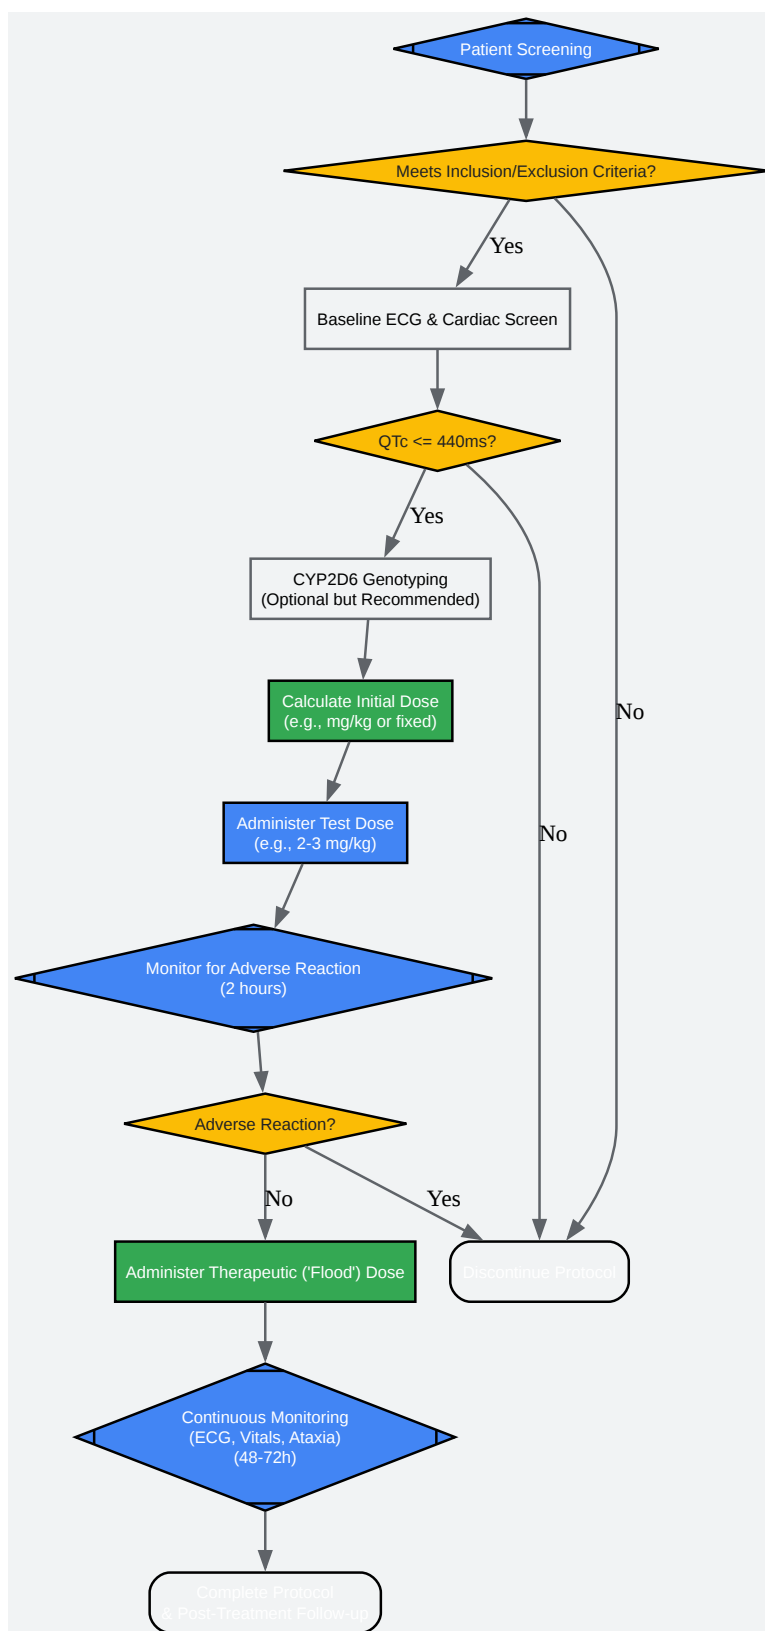 Patient Screening
Meets Inclusion/Exclusion Criteria?
Yes
Baseline ECG & Cardiac Screen
QTc <= 440ms?
Yes
CYP2D6 Genotyping
(Optional but Recommended)
Calculate Initial Dose
(e.g., mg/kg or fixed)
No
Administer Test Dose
(e.g., 2-3 mg/kg)
No
Monitor for Adverse Reaction
(2 hours)
Adverse Reaction?
No
Yes
Administer Therapeutic ('Flood') Dose
Discontinue Protocol
Continuous Monitoring
(ECG, Vitals, Ataxia)
(48-72h)
Complete Protocol
& Post-Treatment Follow-up